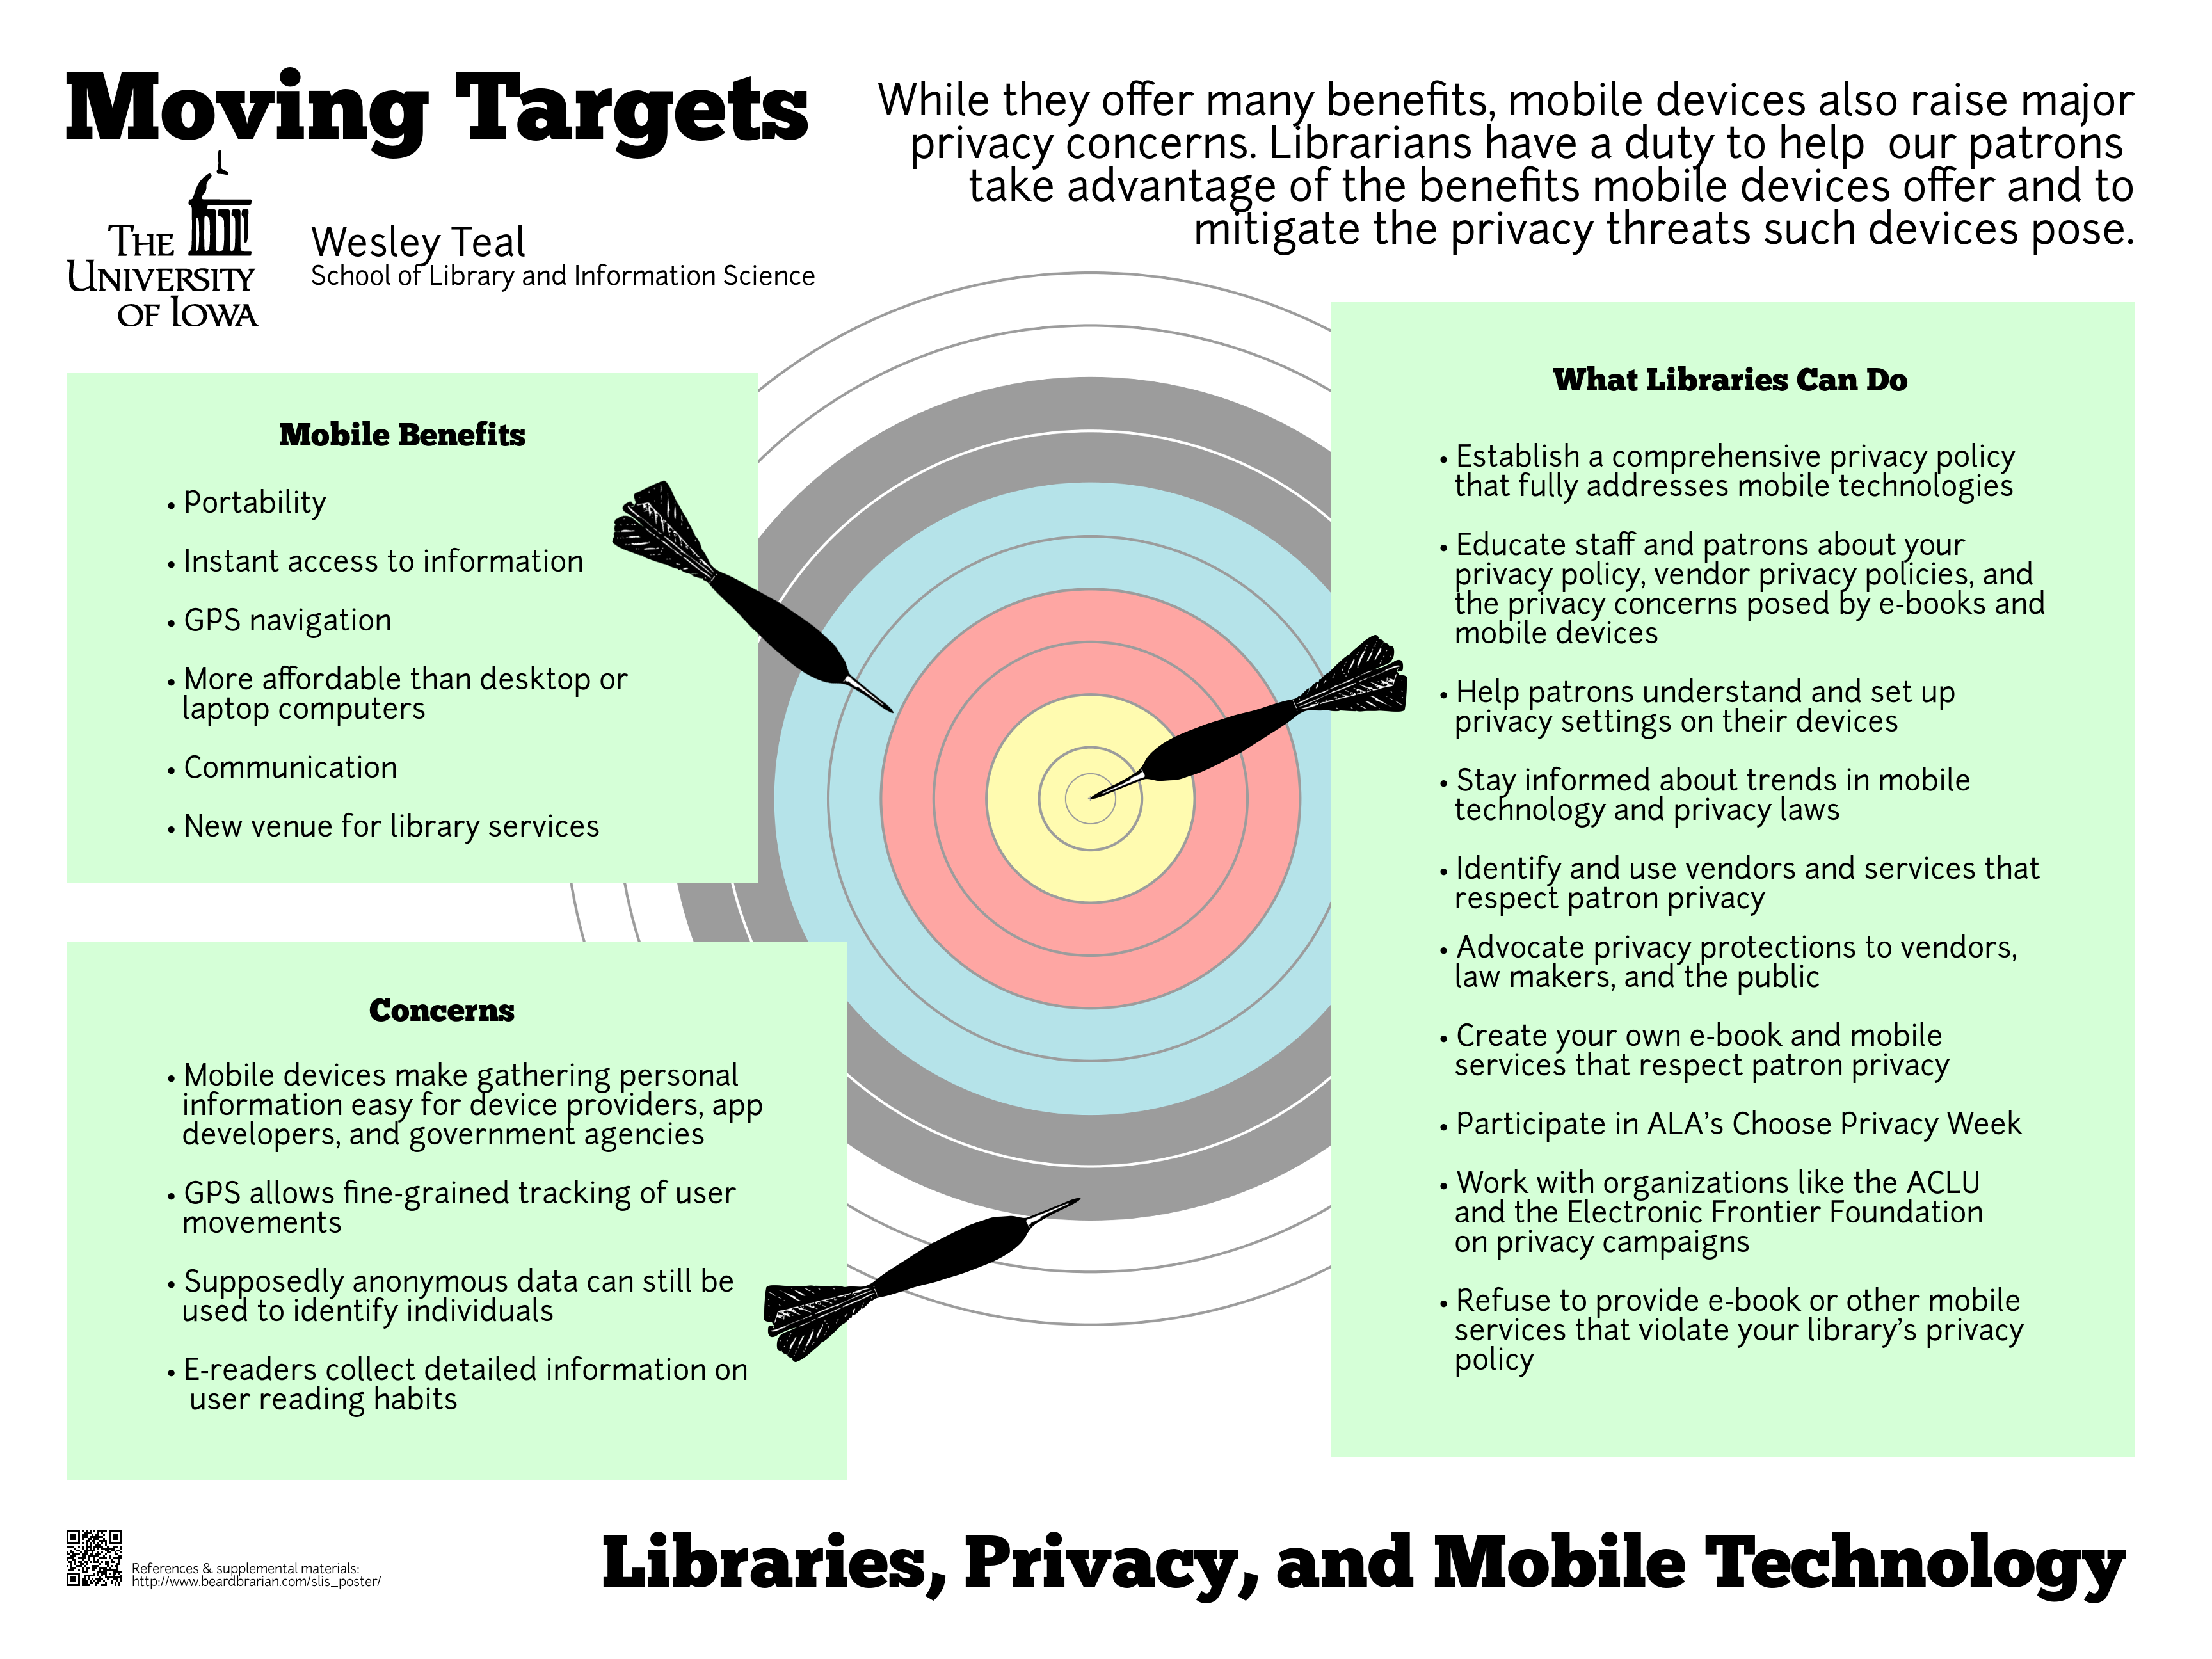 Moving Targets
THE
UNIVERSITY
OF IOWA
Wesley Teal
School of Library and Information Science
While they offer many benefits, mobile devices also raise major
privacy concerns. Librarians have a duty to help  our patrons
take advantage of the benefits mobile devices offer and to
mitigate the privacy threats such devices pose.
Mobile Benefits
• Portability
• Instant access to information
• GPS navigation
• More affordable than desktop or
laptop computers
• Communication
• New venue for library services
Concerns
• Mobile devices make gathering personal
information easy for device providers, app
developers, and government agencies
• GPS allows fine-grained tracking of user
movements
• Supposedly anonymous data can still be
used to identify individuals
• E-readers collect detailed information on
user reading habits
What Libraries Can Do
• Establish a comprehensive privacy policy
that fully addresses mobile technologies
• Educate staff and patrons about your
privacy policy, vendor privacy policies, and
the privacy concerns posed by e-books and
mobile devices
• Help patrons understand and set up
privacy settings on their devices
• Stay informed about trends in mobile
technology and privacy laws
• Identify and use vendors and services that
respect patron privacy
• Advocate privacy protections to vendors,
law makers, and the public
• Create your own e-book and mobile
services that respect patron privacy
• Participate in ALA’s Choose Privacy Week
• Work with organizations like the ACLU
and the Electronic Frontier Foundation
on privacy campaigns
• Refuse to provide e-book or other mobile
services that violate your library’s privacy
policy
References & supplemental materials:
http://www.beardbrarian.com/slis_poster/
Libraries, Privacy, and Mobile Technology